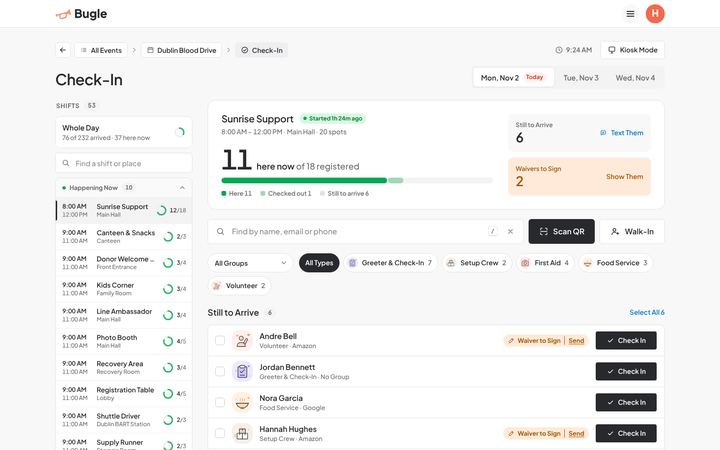 Bugle
H
All Events
Dublin Blood Drive
Check-In
9:24 AM
Kiosk Mode
Check-In
Mon, Nov 2 Today
Tue, Nov 3
Wed, Nov 4
SHIFTS 53
Whole Day
76 of 232 arrived · 37 here now
Find a shift or place
Happening Now 10
8:00 AM Sunrise Support 12/18
12:00 PM Main Hall
9:00 AM Canteen & Snacks 2/3
11:00 AM Canteen
9:00 AM Donor Welcome ... 3/4
11:00 AM Front Entrance
9:00 AM Kids Corner 3/4
11:00 AM Family Room
9:00 AM Line Ambassador 3/4
11:00 AM Main Hall
9:00 AM Photo Booth 4/5
11:00 AM Main Hall
9:00 AM Recovery Area 3/4
11:00 AM Recovery Room
9:00 AM Registration Table 4/5
11:00 AM Lobby
9:00 AM Shuttle Driver 2/3
11:00 AM Dublin BART Station
9:00 AM Supply Runner 2/3
Sunrise Support Started 1h 24m ago
8:00 AM – 12:00 PM · Main Hall · 20 spots
11 here now of 18 registered
Here 11 Checked out 1 Still to arrive 6
Still to Arrive
6
Text Them
Waivers to Sign
2
Show Them
Find by name, email or phone /
Scan QR
Walk-In
All Groups
All Types
Greeter & Check-In 7
Setup Crew 2
First Aid 4
Food Service 3
Volunteer 2
Still to Arrive 6
Select All 6
Andre Bell
Volunteer · Amazon
Waiver to Sign | Send
Check In
Jordan Bennett
Greeter & Check-In · No Group
Check In
Nora Garcia
Food Service · Google
Check In
Hannah Hughes
Setup Crew · Amazon
Waiver to Sign | Send
Check In